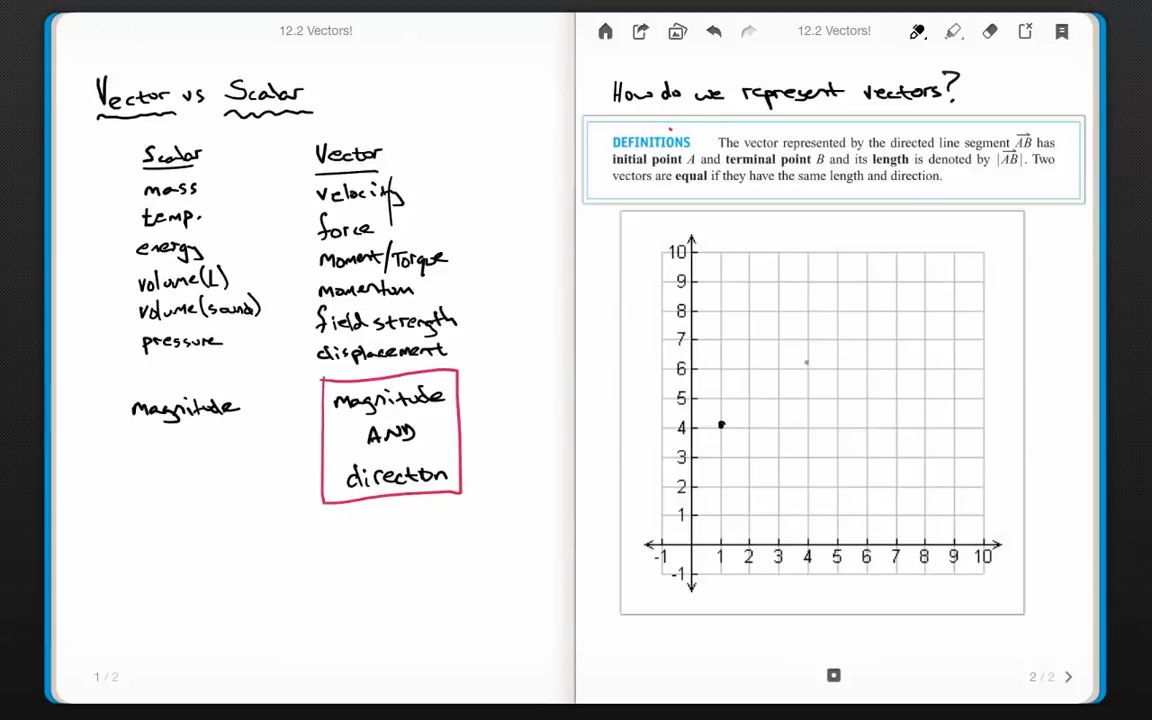 12.2 Vectors!
Vector vs Scalar
Scalar
mass
temp.
energy
volume(L)
volume(sound)
pressure
magnitude
Vector
velocity
force
Moment/Torque
momentum
field strength
displacement
magnitude
AND
direction
1/2
12.2 Vectors!
How do we represent vectors?
DEFINITIONS The vector represented by the directed line segment AB has
initial point A and terminal point B and its length is denoted by |AB|. Two
vectors are equal if they have the same length and direction.
10
9
8
7
6
5
4
3
2
1
-1 1 2 3 4 5 6 7 8 9 10
-1
2/2